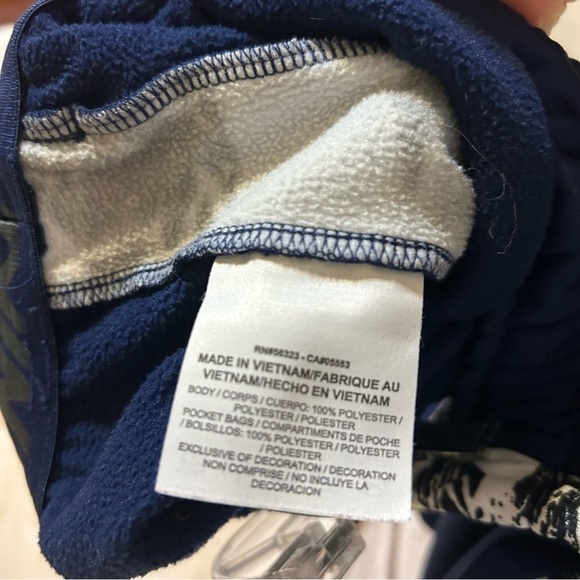 RN#56323 - CA#05553
MADE IN VIETNAM/FABRIQUE AU
VIETNAM/HECHO EN VIETNAM
BODY / CORPS / CUERPO: 100% POLYESTER /
POLYESTER / POLIESTER
POCKET BAGS / COMPARTIMENTS DE POCHE
/ BOLSILLOS: 100% POLYESTER / POLYESTER
/ POLIESTER
EXCLUSIVE OF DECORATION / DECORATION
NON COMPRISE / NO INCLUYE LA
DECORACION